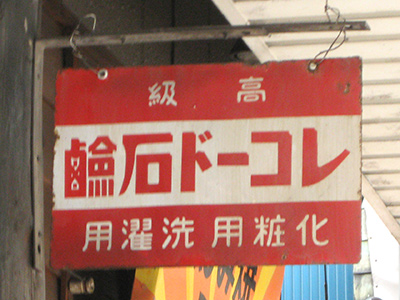 高級
レコード石鹼
化粧用 洗濯用